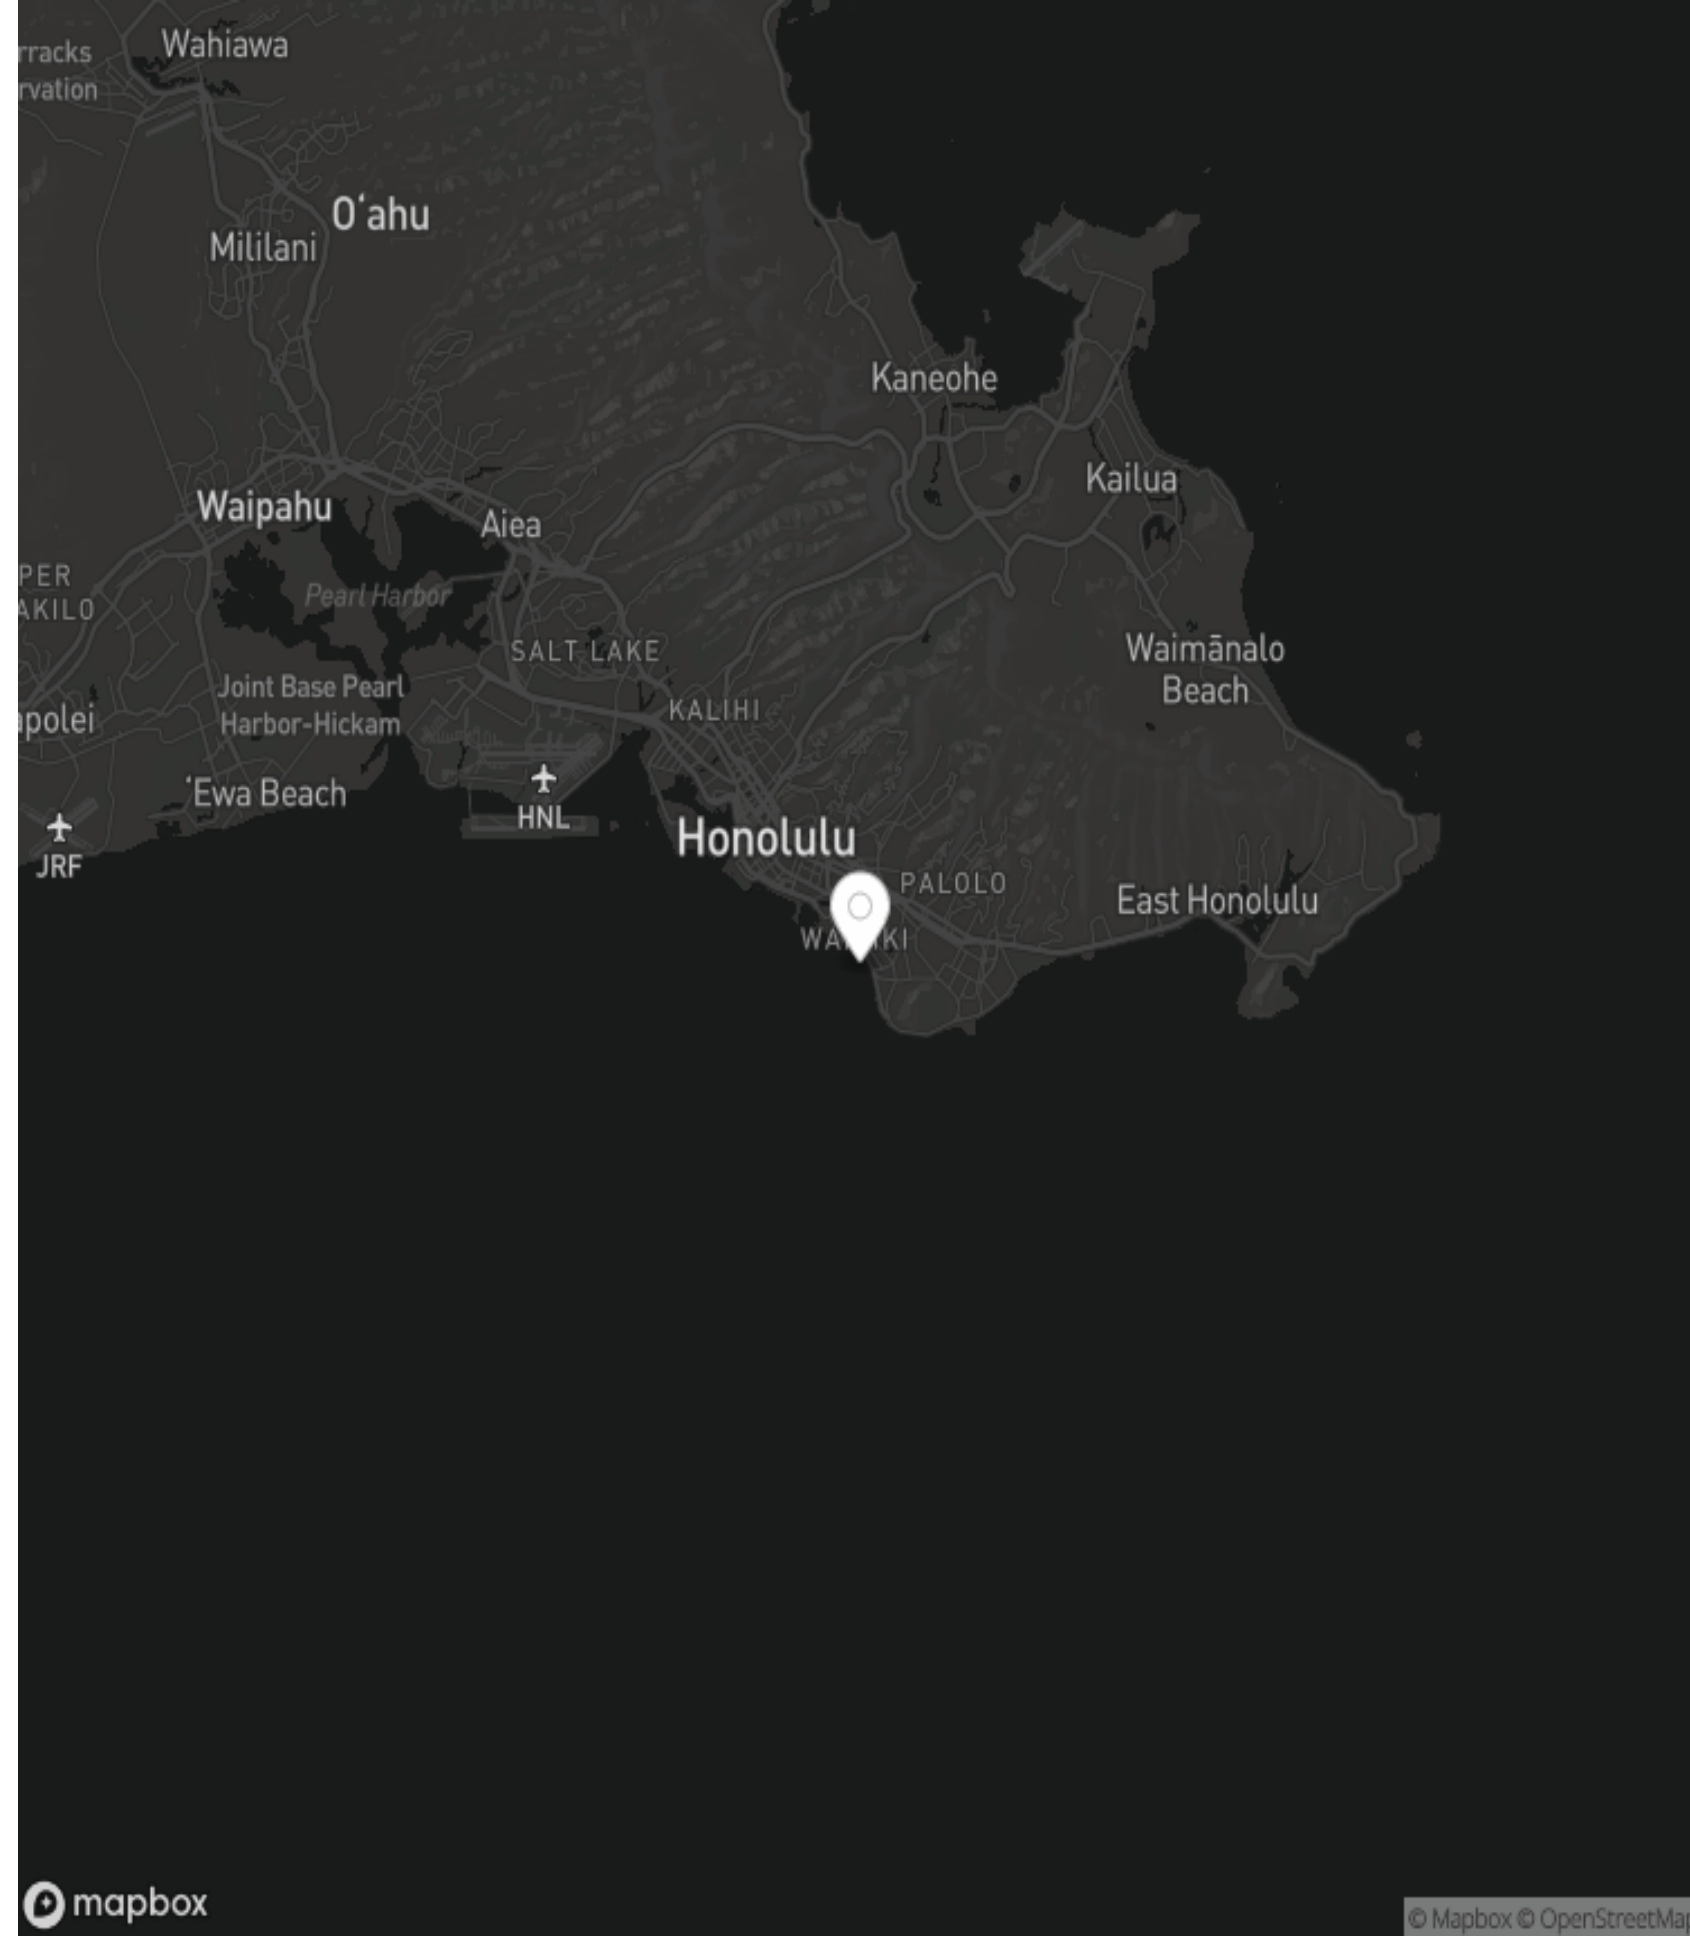 Wahiawa
rracks
rvation
Oʻahu
Mililani
Kaneohe
Kailua
Waipahu
Aiea
PER
AKILO
Pearl Harbor
SALT LAKE
Waimānalo
Beach
Joint Base Pearl
Harbor-Hickam
KALIHI
apolei
ʻEwa Beach
HNL
JRF
Honolulu
PALOLO
East Honolulu
mapbox
© Mapbox © OpenStreetMap